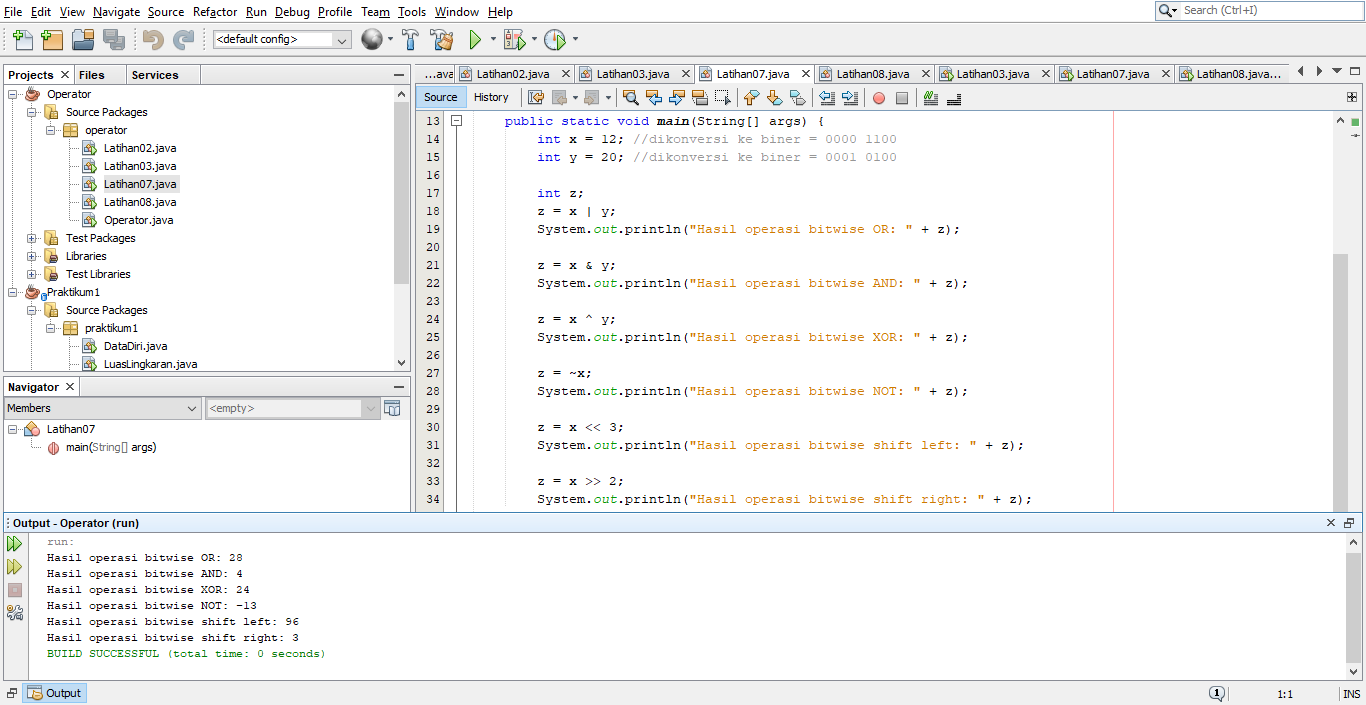 File Edit View Navigate Source Refactor Run Debug Profile Team Tools Window Help
Search (Ctrl+I)
<default config>
Projects Files Services
Operator
Source Packages
operator
Latihan02.java
Latihan03.java
Latihan07.java
Latihan08.java
Operator.java
Test Packages
Libraries
Test Libraries
Praktikum1
Source Packages
praktikum1
DataDiri.java
LuasLingkaran.java
Navigator
Members
<empty>
Latihan07
main(String[] args)
...ava Latihan02.java Latihan03.java Latihan07.java Latihan08.java Latihan03.java Latihan07.java Latihan08.java...
Source History
13 public static void main(String[] args) {
14 int x = 12; //dikonversi ke biner = 0000 1100
15 int y = 20; //dikonversi ke biner = 0001 0100
16
17 int z;
18 z = x | y;
19 System.out.println("Hasil operasi bitwise OR: " + z);
20
21 z = x & y;
22 System.out.println("Hasil operasi bitwise AND: " + z);
23
24 z = x ^ y;
25 System.out.println("Hasil operasi bitwise XOR: " + z);
26
27 z = ~x;
28 System.out.println("Hasil operasi bitwise NOT: " + z);
29
30 z = x << 3;
31 System.out.println("Hasil operasi bitwise shift left: " + z);
32
33 z = x >> 2;
34 System.out.println("Hasil operasi bitwise shift right: " + z);
Output - Operator (run)
run:
Hasil operasi bitwise OR: 28
Hasil operasi bitwise AND: 4
Hasil operasi bitwise XOR: 24
Hasil operasi bitwise NOT: -13
Hasil operasi bitwise shift left: 96
Hasil operasi bitwise shift right: 3
BUILD SUCCESSFUL (total time: 0 seconds)
Output
1
1:1
INS